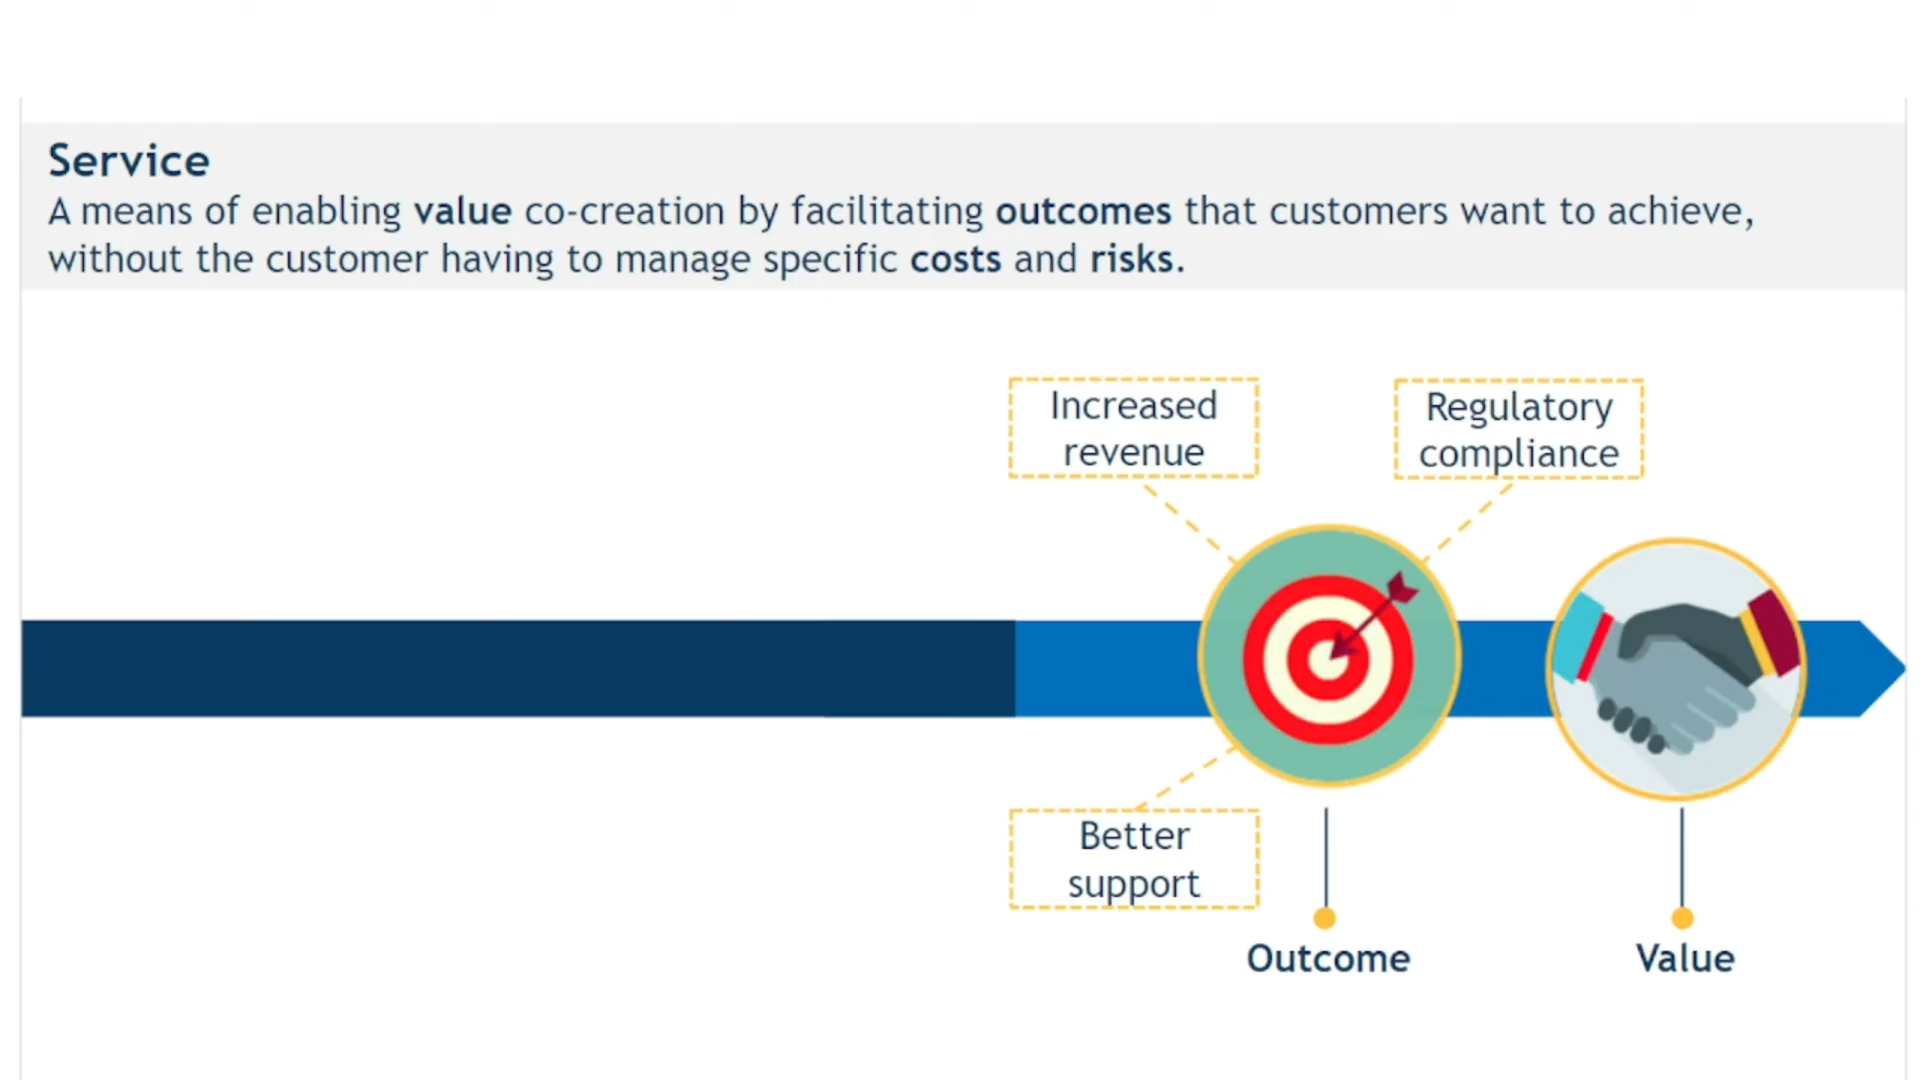 Service
A means of enabling value co-creation by facilitating outcomes that customers want to achieve,
without the customer having to manage specific costs and risks.
Increased
revenue
Regulatory
compliance
Better
support
Outcome
Value